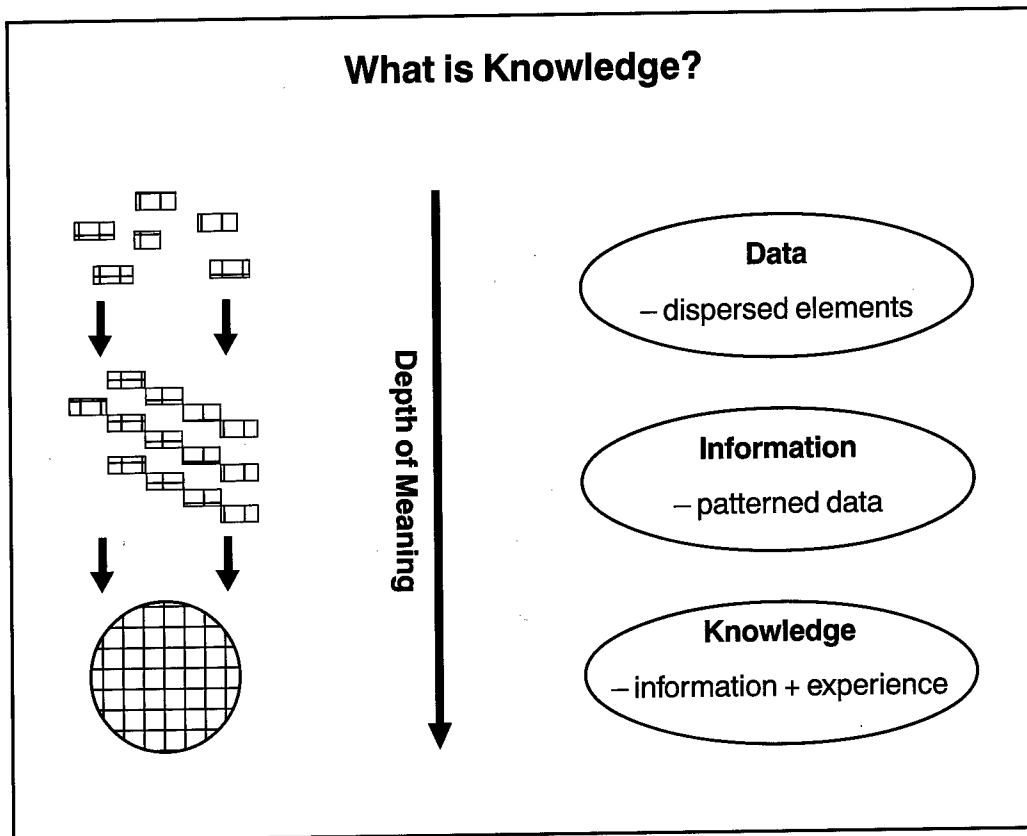 What is Knowledge?
Depth of Meaning
Data
– dispersed elements
Information
– patterned data
Knowledge
– information + experience